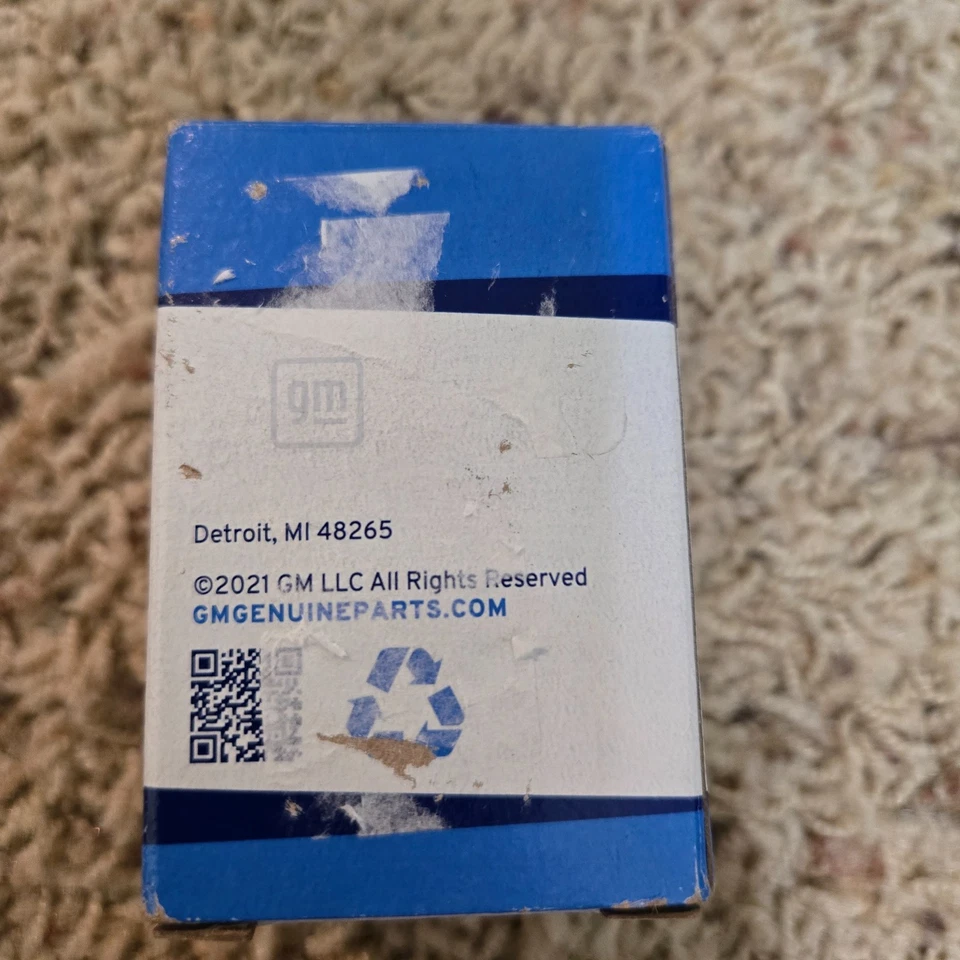 gm
Detroit, MI 48265
©2021 GM LLC All Rights Reserved
GMGENUINEPARTS.COM